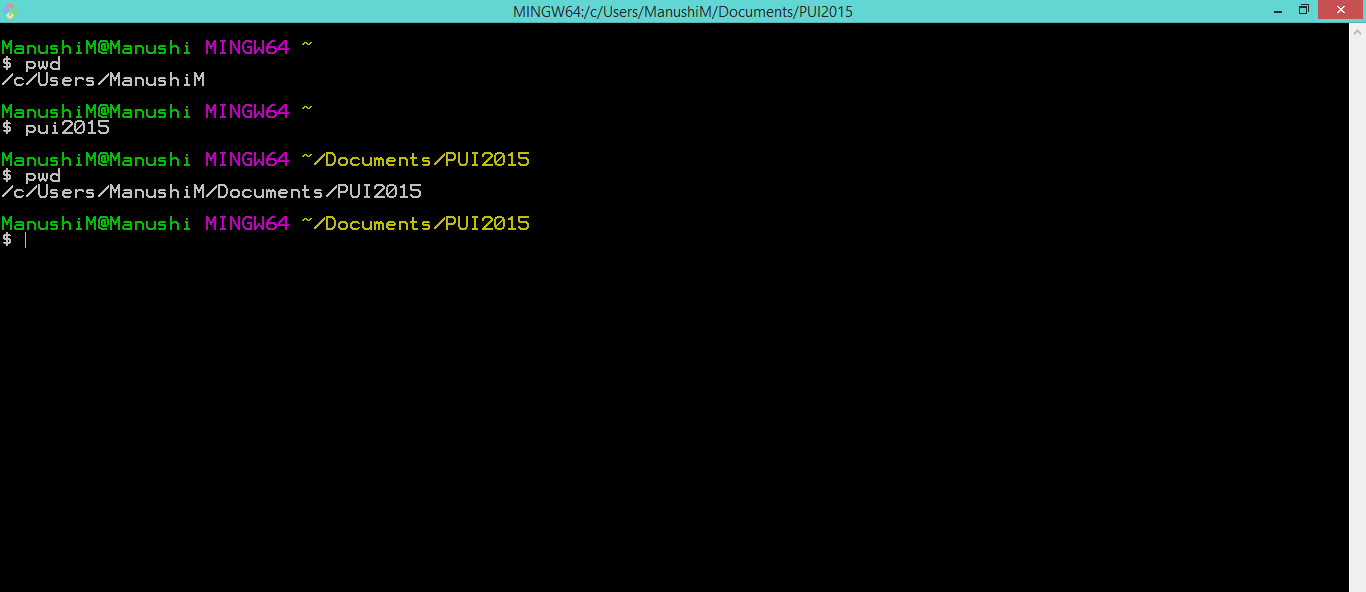 MINGW64:/c/Users/ManushiM/Documents/PUI2015
ManushiM@Manushi MINGW64 ~
$ pwd
/c/Users/ManushiM
ManushiM@Manushi MINGW64 ~
$ pui2015
ManushiM@Manushi MINGW64 ~/Documents/PUI2015
$ pwd
/c/Users/ManushiM/Documents/PUI2015
ManushiM@Manushi MINGW64 ~/Documents/PUI2015
$